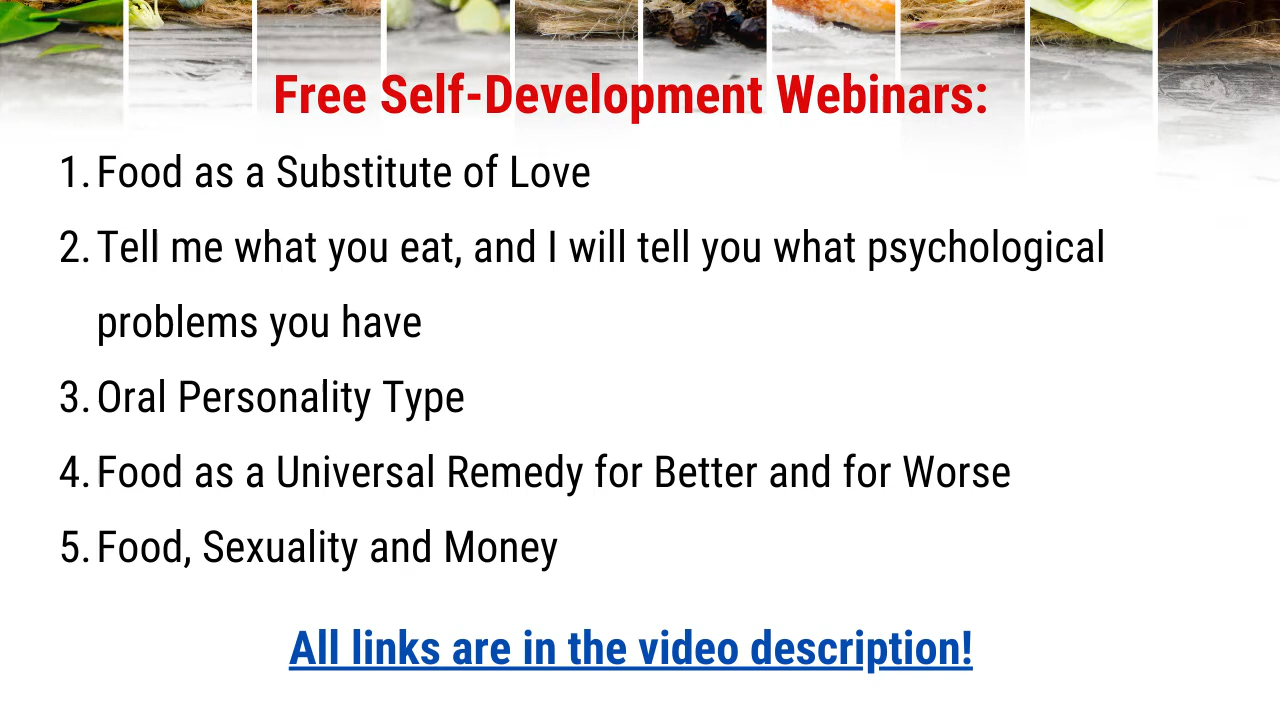 Free Self-Development Webinars:
1. Food as a Substitute of Love
2. Tell me what you eat, and I will tell you what psychological
problems you have
3. Oral Personality Type
4. Food as a Universal Remedy for Better and for Worse
5. Food, Sexuality and Money
All links are in the video description!